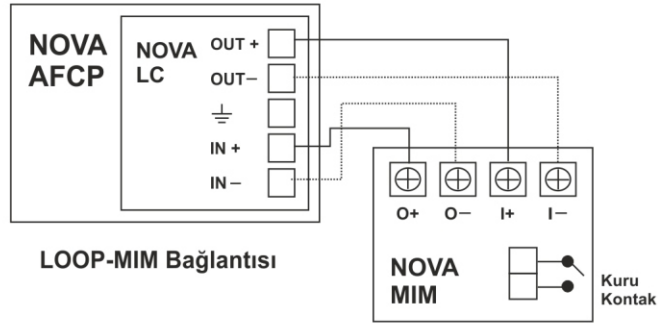 NOVA
AFCP
NOVA
LC
OUT +
OUT–
IN +
IN –
O+
O–
I+
I–
LOOP-MIM Bağlantısı
NOVA
MIM
Kuru
Kontak